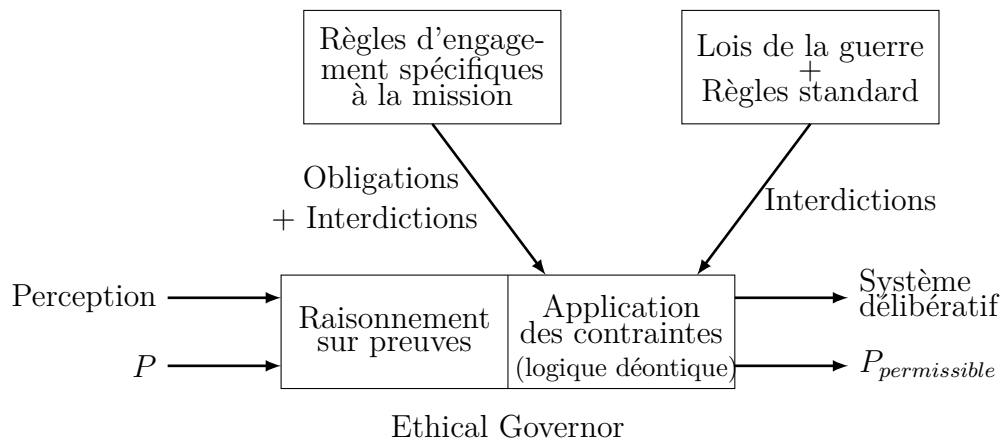 Règles d'engage-
ment spécifiques
à la mission
Lois de la guerre
+
Règles standard
Obligations
+ Interdictions
Interdictions
Perception
P
Raisonnement
sur preuves
Application
des contraintes
(logique déontique)
Système
délibératif
P_permissible
Ethical Governor